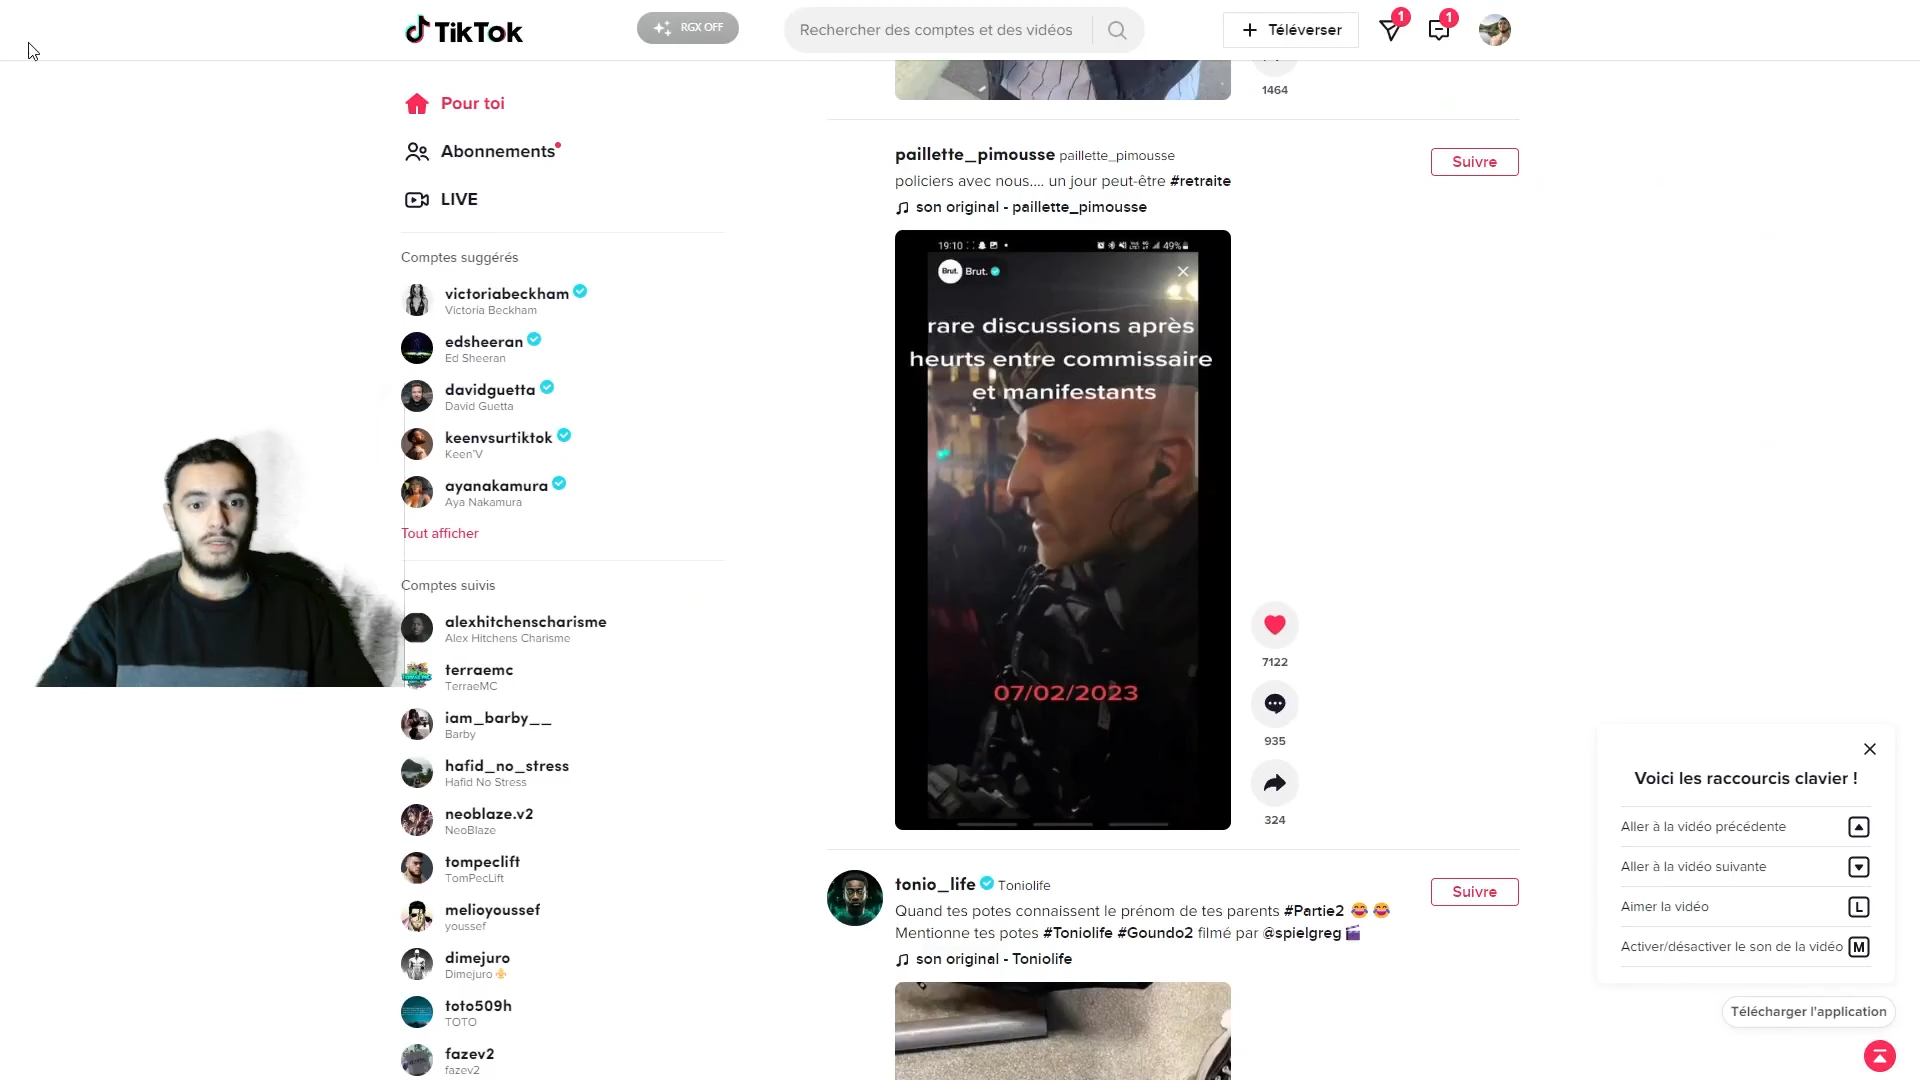 TikTok
RGX OFF
Rechercher des comptes et des vidéos
Téléverser
1
1
Pour toi
Abonnements
LIVE
Comptes suggérés
victoriabeckham
Victoria Beckham
edsheeran
Ed Sheeran
davidguetta
David Guetta
keenvsurtiktok
Keen'V
ayanakamura
Aya Nakamura
Tout afficher
Comptes suivis
alexhitchenscharisme
Alex Hitchens Charisme
terraemc
TerraeMC
iam_barby__
Barby
hafid_no_stress
Hafid No Stress
neoblaze.v2
NeoBlaze
tompeclift
TomPecLift
melioyoussef
youssef
dimejuro
Dimejuro
toto509h
TOTO
fazev2
fazev2
1464
paillette_pimousse paillette_pimousse
Suivre
policiers avec nous.... un jour peut-être #retraite
son original - paillette_pimousse
19:10
49%
Brut. Brut.
rare discussions après
heurts entre commissaire
et manifestants
07/02/2023
7122
935
324
tonio_life Toniolife
Suivre
Quand tes potes connaissent le prénom de tes parents #Partie2 😂 😂
Mentionne tes potes #Toniolife #Goundo2 filmé par @spielgreg 🎬
son original - Toniolife
Voici les raccourcis clavier !
Aller à la vidéo précédente
Aller à la vidéo suivante
Aimer la vidéo L
Activer/désactiver le son de la vidéo M
Télécharger l'application